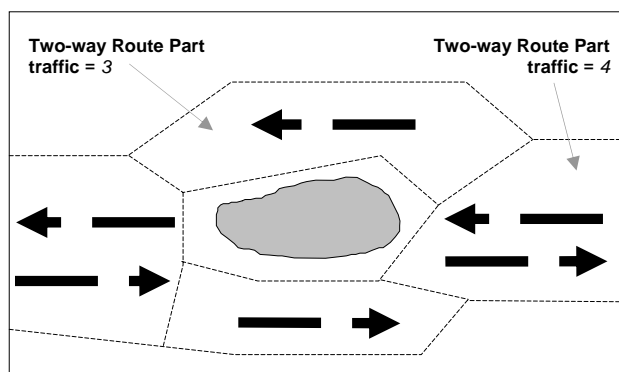 Two-way Route Part
traffic = 3
Two-way Route Part
traffic = 4